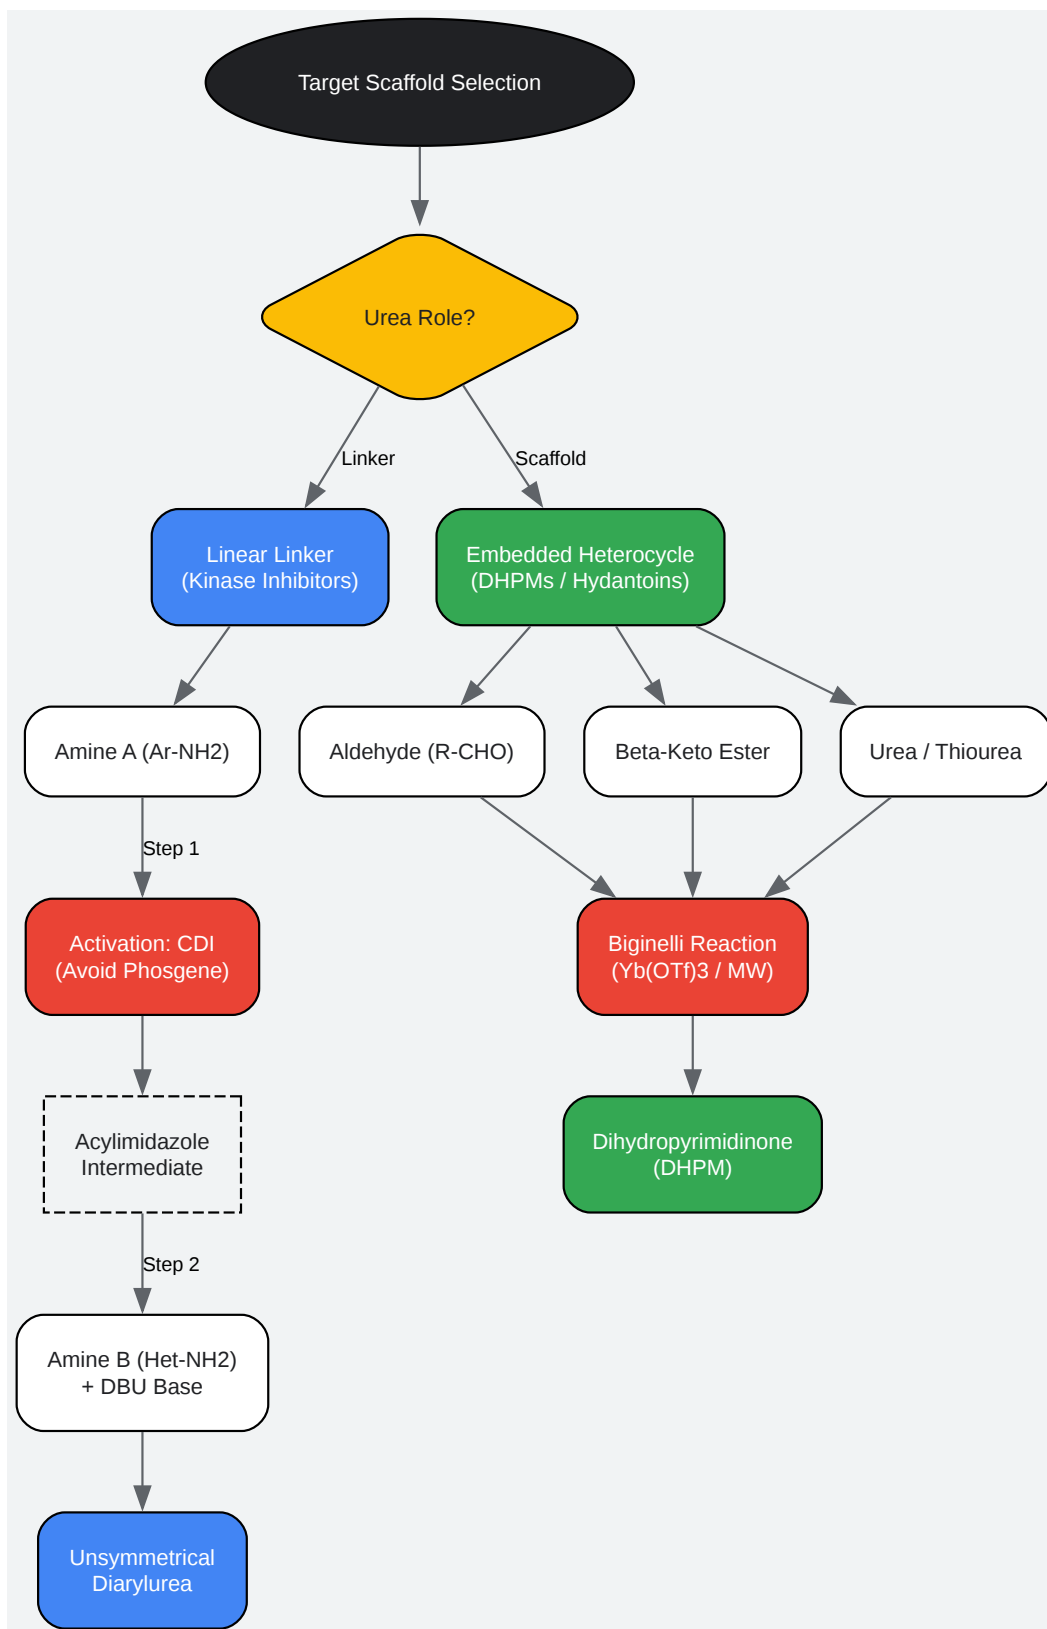 Target Scaffold Selection
Urea Role?
Linker
Scaffold
Linear Linker
(Kinase Inhibitors)
Embedded Heterocycle
(DHPMs / Hydantoins)
Amine A (Ar-NH2)
Aldehyde (R-CHO)
Beta-Keto Ester
Urea / Thiourea
Step 1
Activation: CDI
(Avoid Phosgene)
Biginelli Reaction
(Yb(OTf)3 / MW)
Acylimidazole
Intermediate
Dihydropyrimidinone
(DHPM)
Step 2
Amine B (Het-NH2)
+ DBU Base
Unsymmetrical
Diarylurea